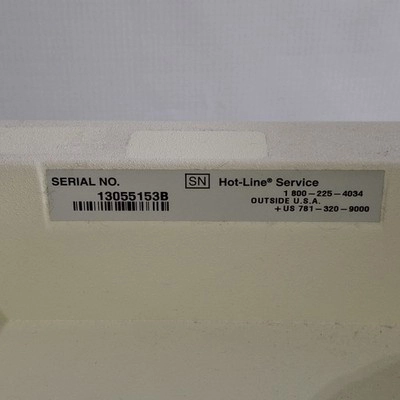 SERIAL NO.
13055153B
SN Hot-Line® Service
1 800-225-4034
OUTSIDE U.S.A.
+ US 781-320-9000